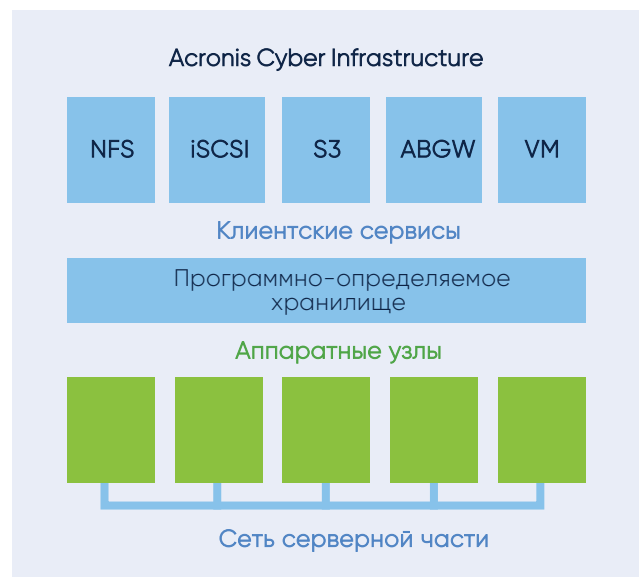 Acronis Cyber Infrastructure
NFS iSCSI S3 ABGW VM
Клиентские сервисы
Программно-определяемое
хранилище
Аппаратные узлы
Сеть серверной части